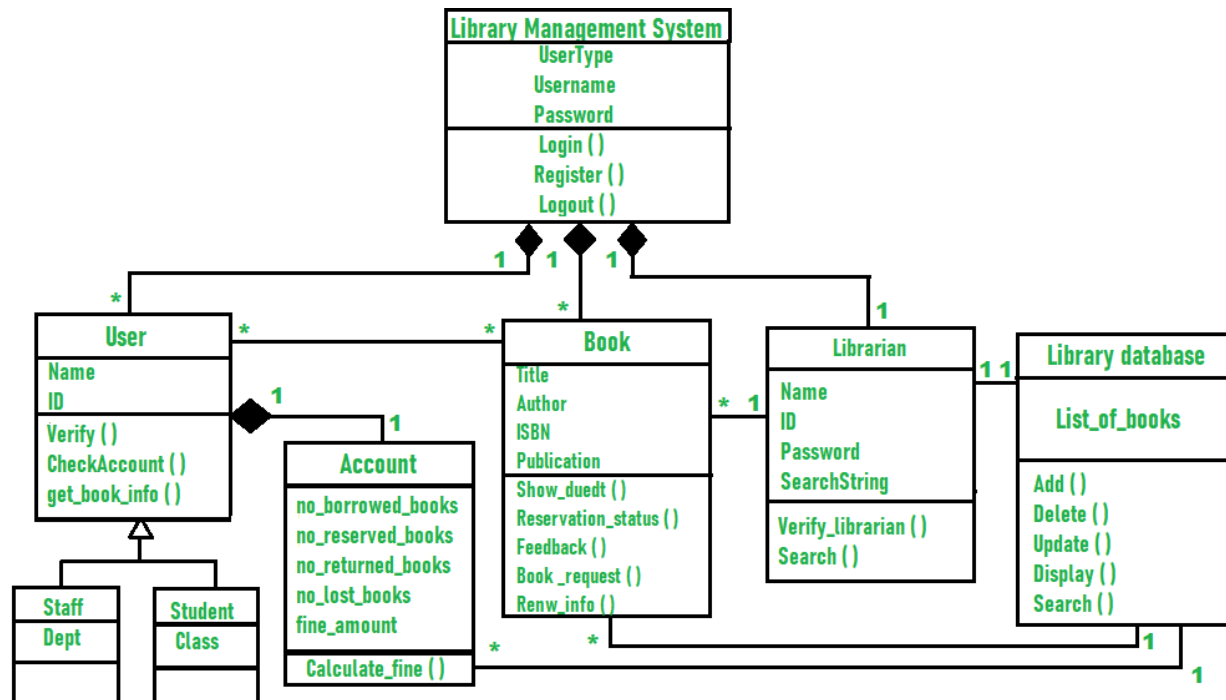 Library Management System
UserType
Username
Password
Login ( )
Register ( )
Logout ( )
1
1
1
*
*
1
User
Name
ID
Verify ( )
CheckAccount ( )
get_book_info ( )
*
*
1
1
Book
Title
Author
ISBN
Publication
Show_duedt ( )
Reservation_status ( )
Feedback ( )
Book_request ( )
Renw_info ( )
*
1
Librarian
Name
ID
Password
SearchString
Verify_librarian ( )
Search ( )
1
1
Library database
List_of_books
Add ( )
Delete ( )
Update ( )
Display ( )
Search ( )
Account
no_borrowed_books
no_reserved_books
no_returned_books
no_lost_books
fine_amount
Calculate_fine ( )
Staff
Dept
Student
Class
*
1
*
1